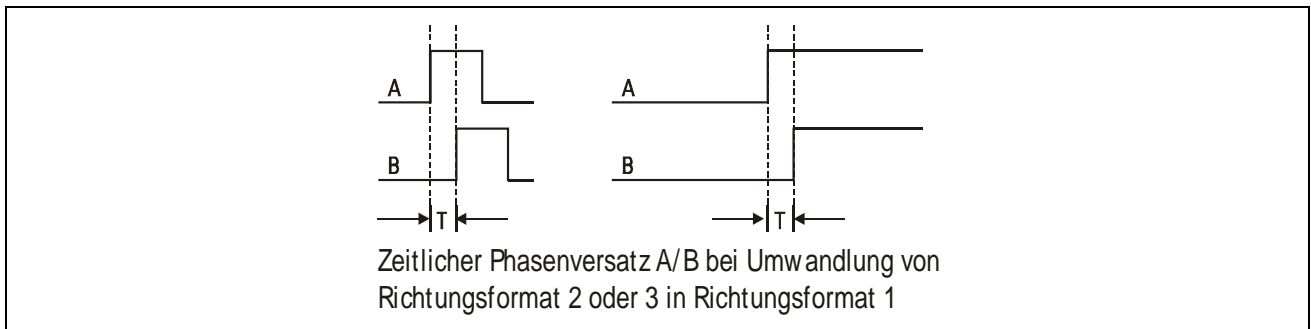 A A
B B
T T
Zeitlicher Phasenversatz A/B bei Umwandlung von
Richtungsformat 2 oder 3 in Richtungsformat 1